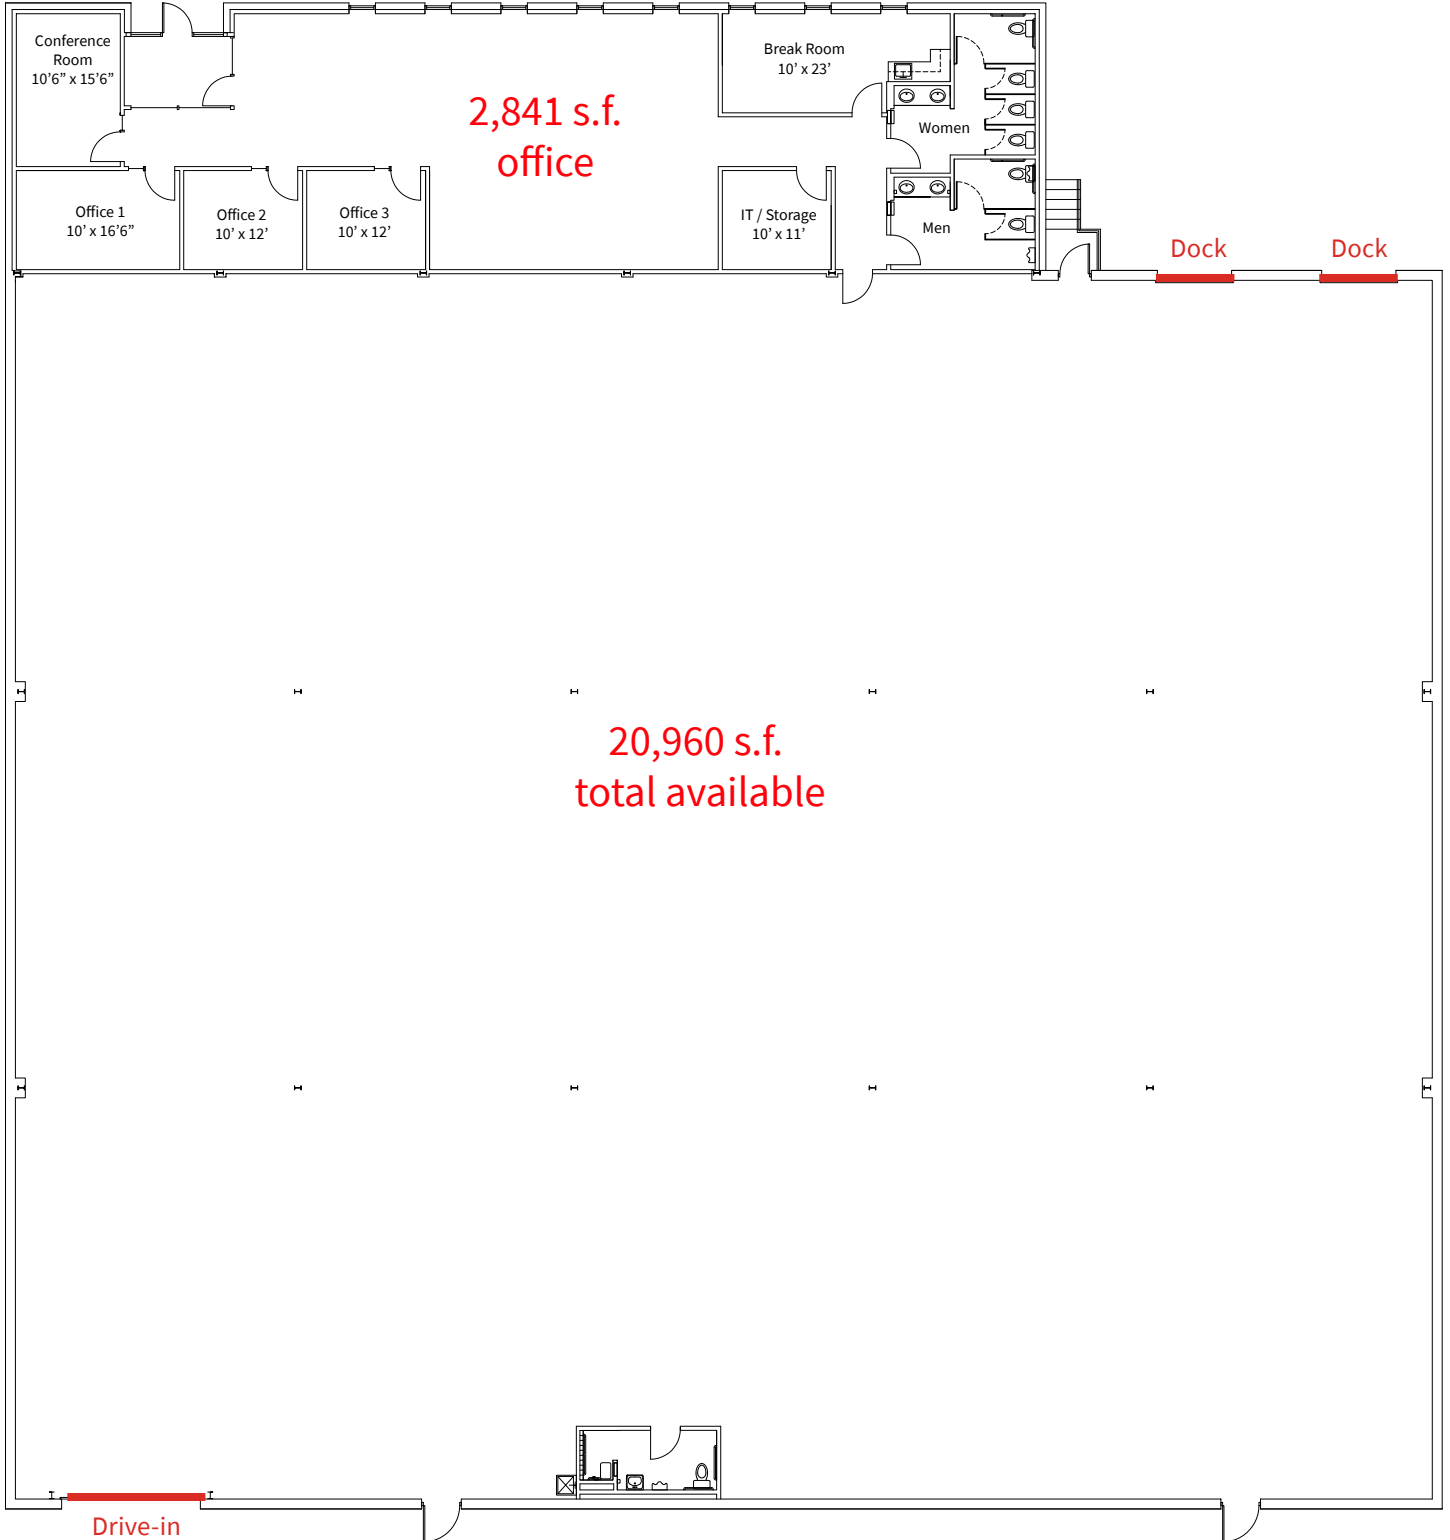 Conference
Room
10’6” x 15’6”
Break Room
10’ x 23’
2,841 s.f.
office
Women
Office 1
10’ x 16’6”
Office 2
10’ x 12’
Office 3
10’ x 12’
IT / Storage
10’ x 11’
Men
Dock
Dock
20,960 s.f.
total available
Drive-in